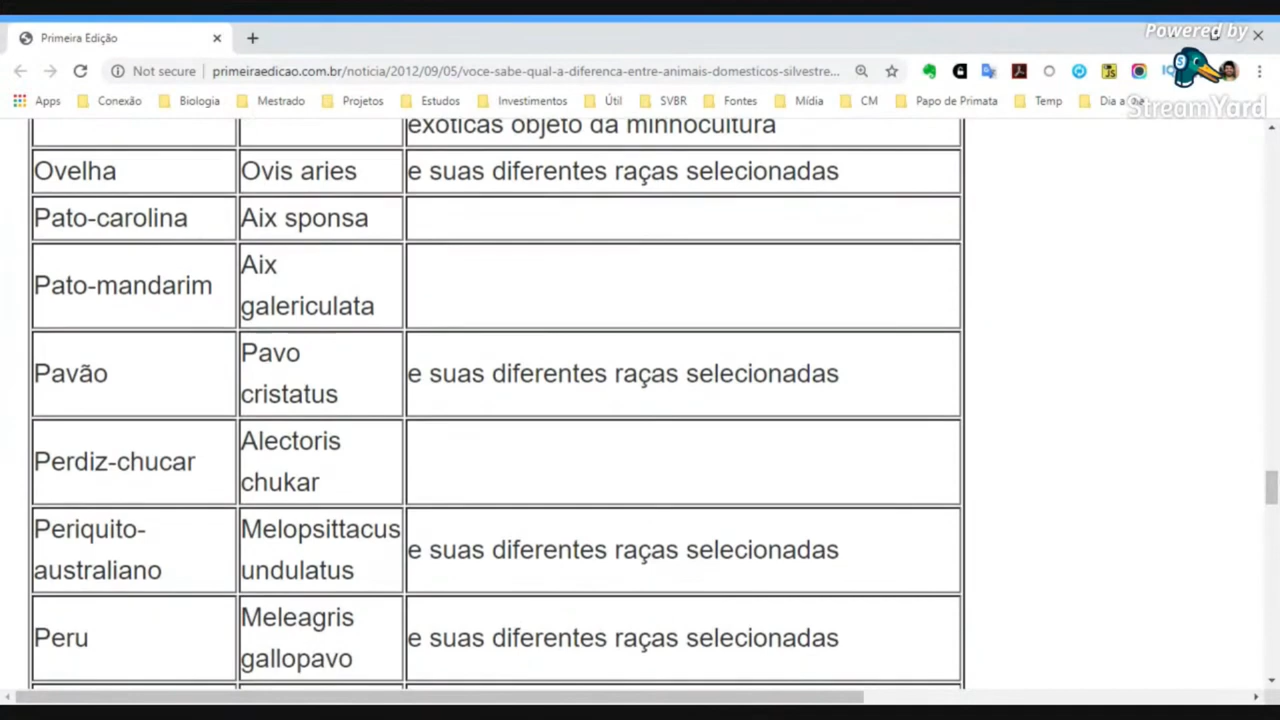 Primeira Edição
Powered by
Not secure
primeiraedicao.com.br/noticia/2012/09/05/voce-sabe-qual-a-diferenca-entre-animais-domesticos-silvestre...
Apps Conexão Biologia Mestrado Projetos Estudos Investimentos Útil SVBR Fontes Mídia CM Papo de Primata Temp
StreamYard
exóticas objeto da minhocultura
Ovelha Ovis aries e suas diferentes raças selecionadas
Pato-carolina Aix sponsa
Pato-mandarim Aix
galericulata
Pavão Pavo
cristatus e suas diferentes raças selecionadas
Perdiz-chucar Alectoris
chukar
Periquito-
australiano Melopsittacus
undulatus e suas diferentes raças selecionadas
Peru Meleagris
gallopavo e suas diferentes raças selecionadas